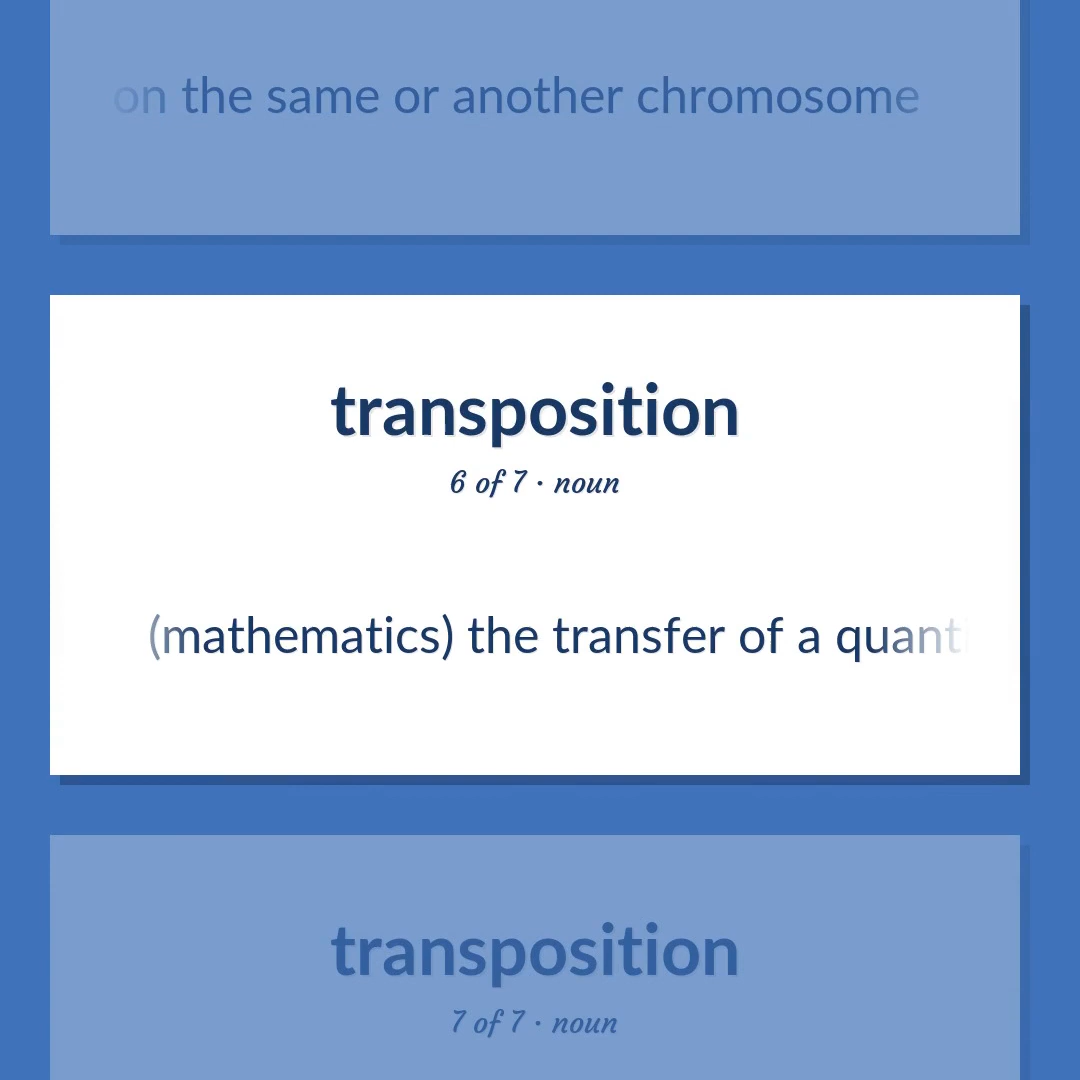 on the same or another chromosome
transposition
6 of 7 · noun
(mathematics) the transfer of a quanti
transposition
7 of 7 · noun